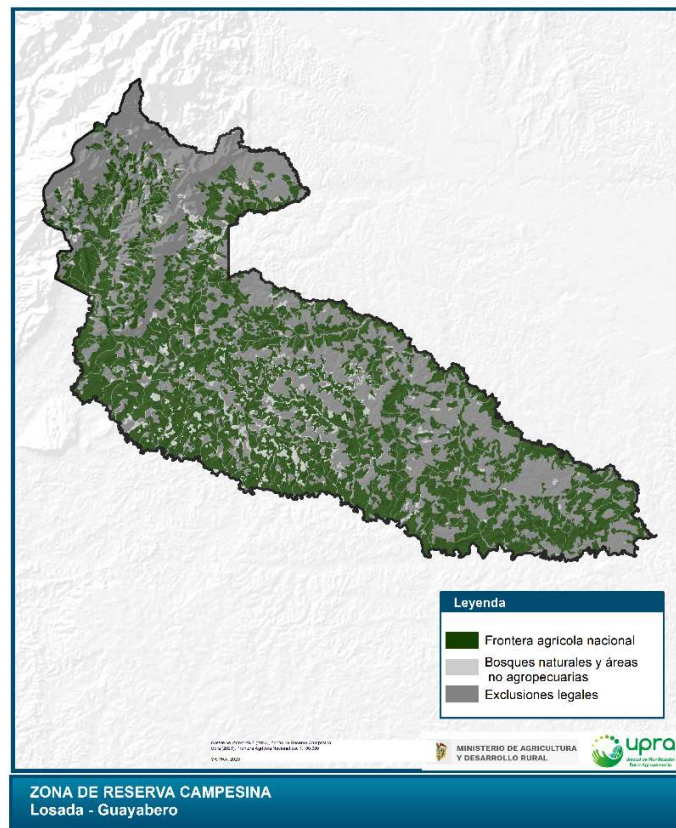 Leyenda
Frontera agrícola nacional
Bosques naturales y áreas
no agropecuarias
Exclusiones legales
MINISTERIO DE AGRICULTURA
Y DESARROLLO RURAL
upra
ZONA DE RESERVA CAMPESINA
Losada - Guayabero